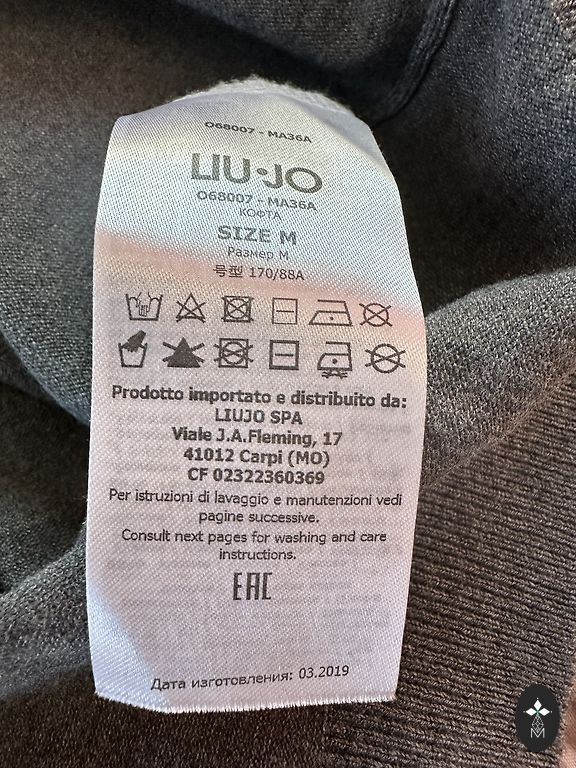 O68007 - MA36A
LIU•JO
O68007 - MA36A
КОФТА
SIZE M
Размер M
号型 170/88A
Prodotto importato e distribuito da:
LIUJO SPA
Viale J.A.Fleming, 17
41012 Carpi (MO)
CF 02322360369
Per istruzioni di lavaggio e manutenzioni vedi
pagine successive.
Consult next pages for washing and care
instructions.
EAC
Дата изготовления: 03.2019
M